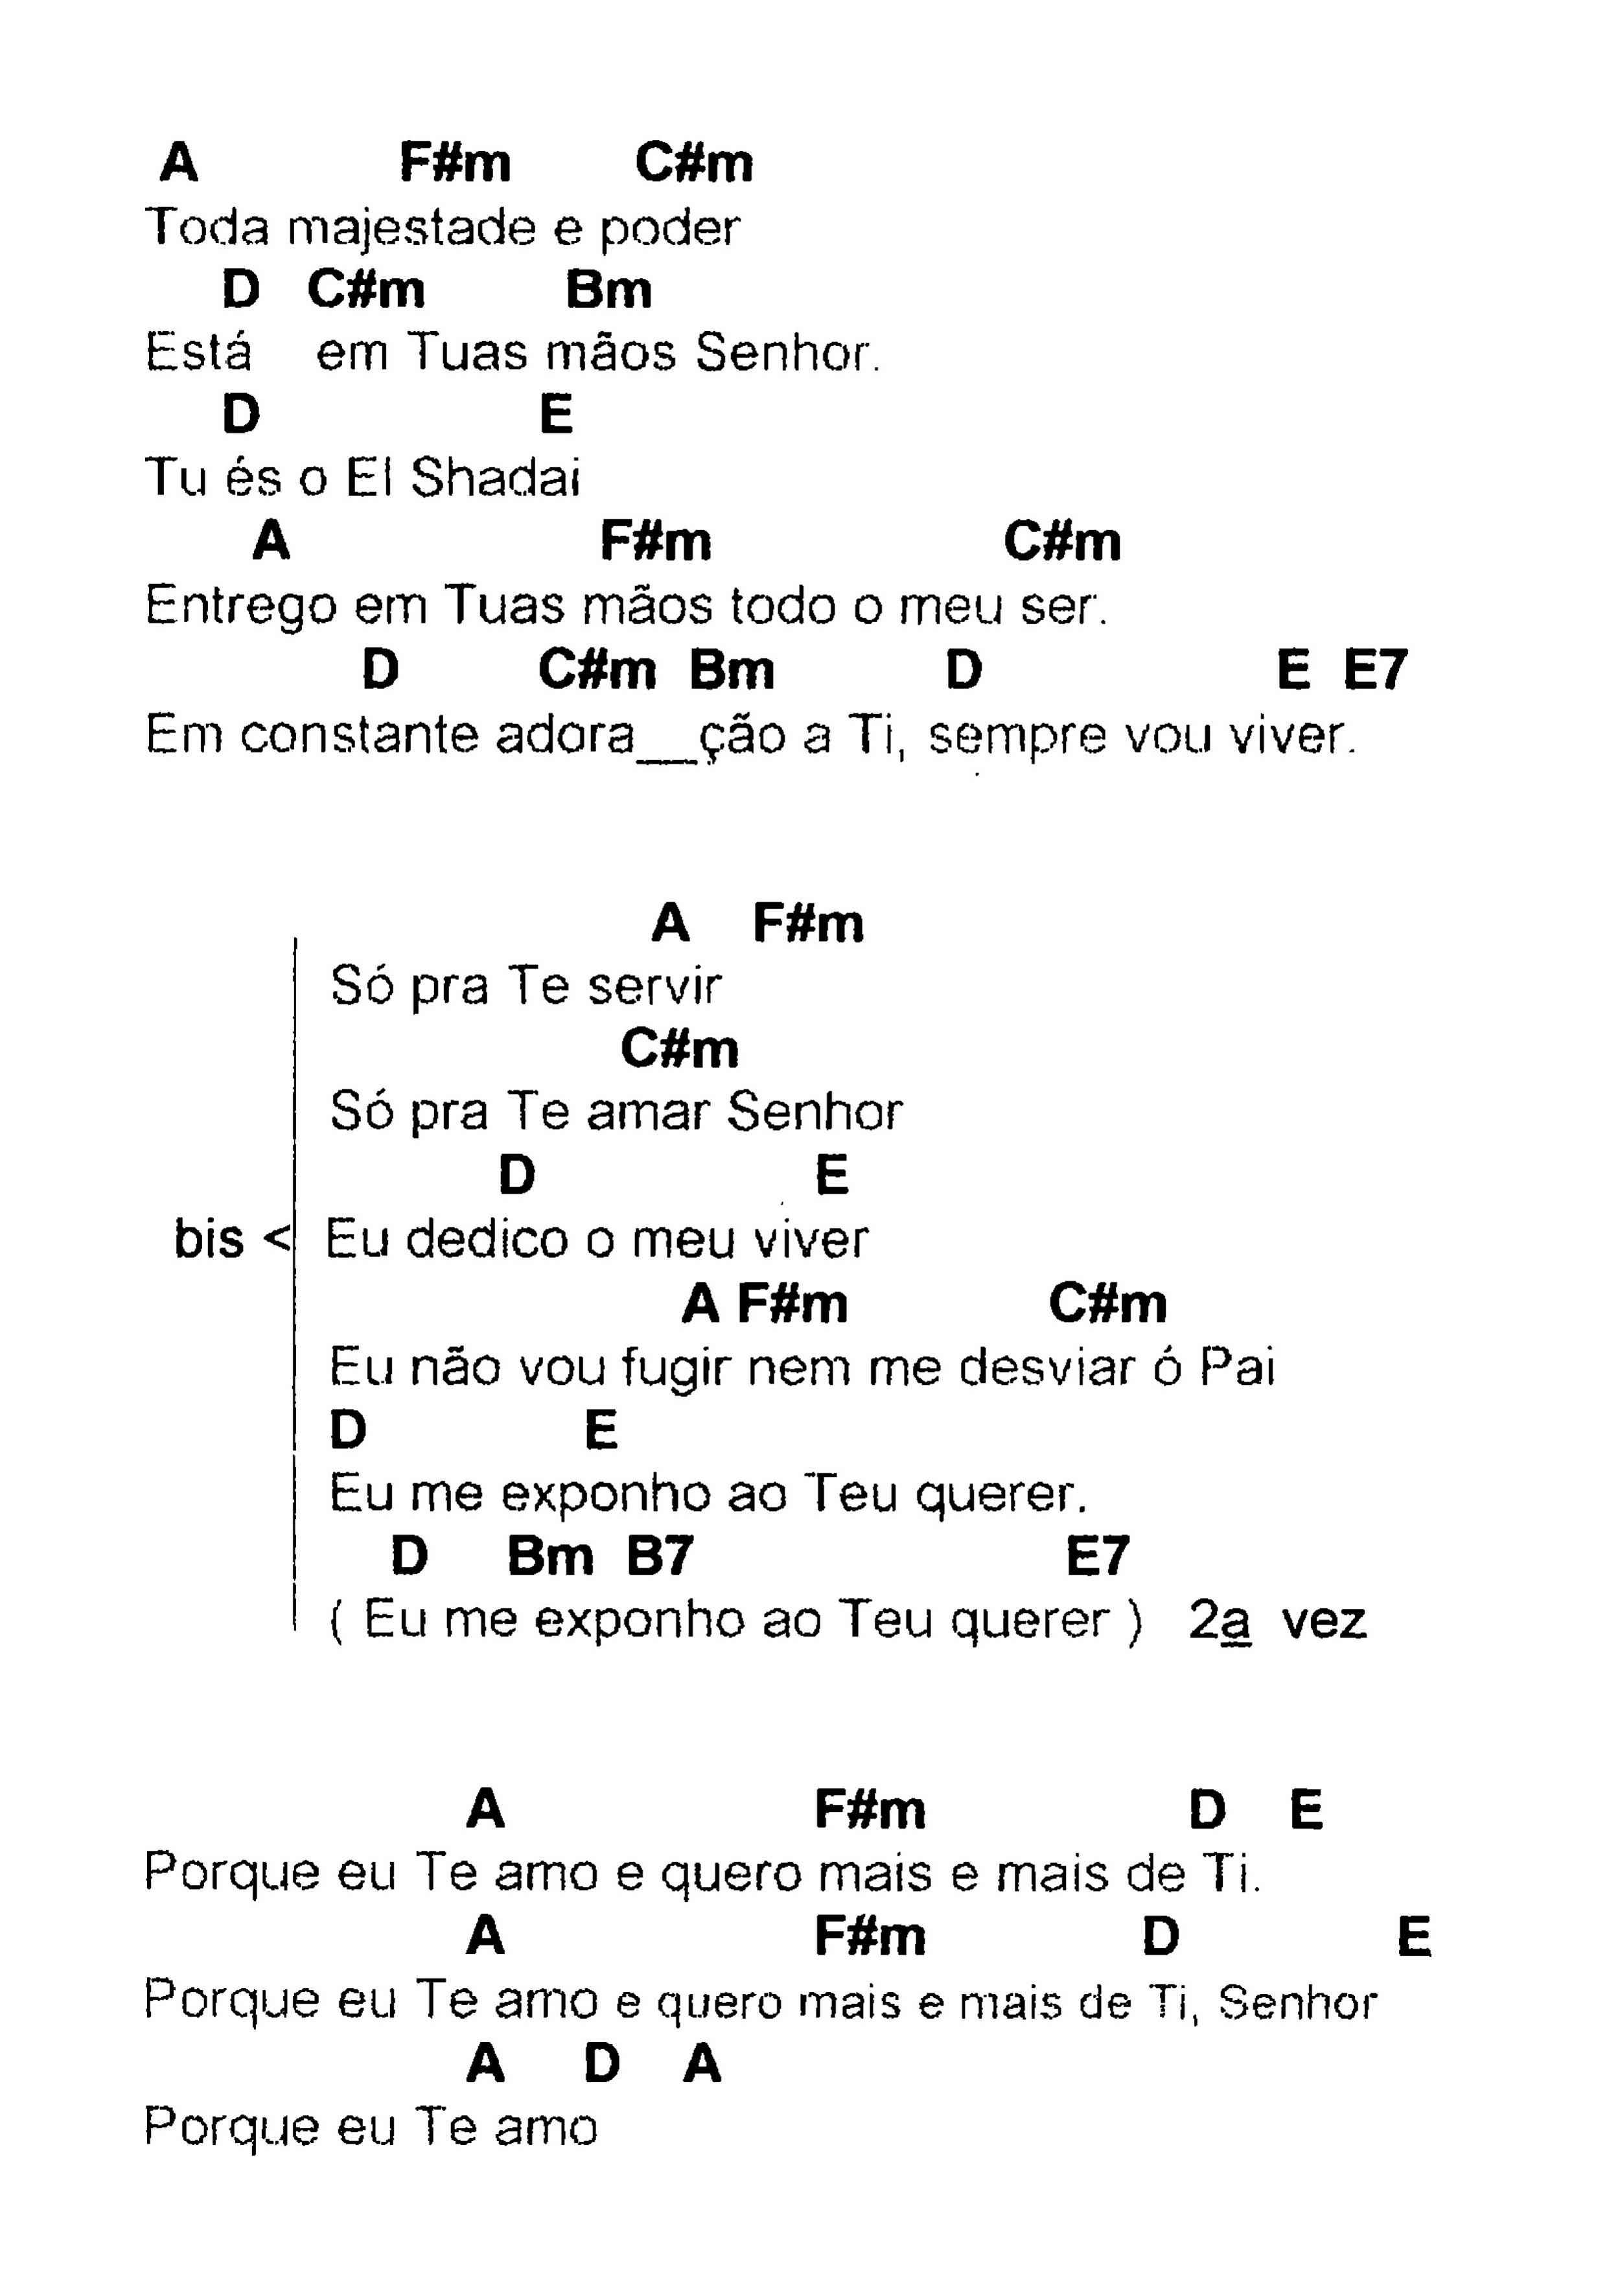 A F#m C#m
Toda majestade e poder
D C#m Bm
Está em Tuas mãos Senhor.
D E
Tu és o El Shadai
A F#m C#m
Entrego em Tuas mãos todo o meu ser.
D C#m Bm D E E7
Em constante adora__ção a Ti, sempre vou viver.
A F#m
Só pra Te servir
C#m
Só pra Te amar Senhor
D E
bis < Eu dedico o meu viver
A F#m C#m
Eu não vou fugir nem me desviar ó Pai
D E
Eu me exponho ao Teu querer.
D Bm B7 E7
( Eu me exponho ao Teu querer ) 2a vez
A F#m D E
Porque eu Te amo e quero mais e mais de Ti.
A F#m D E
Porque eu Te amo e quero mais e mais de Ti, Senhor
A D A
Porque eu Te amo